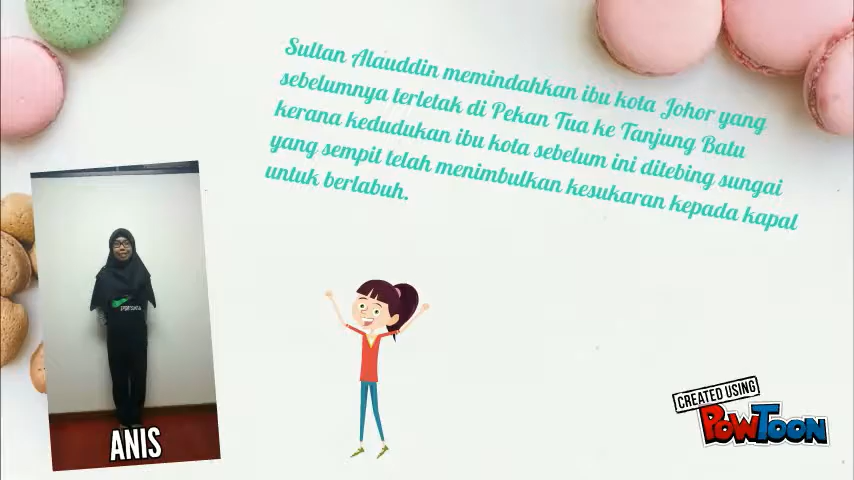 Sultan Alauddin memindahkan ibu kota Johor yang
sebelumnya terletak di Pekan Tua ke Tanjung Batu
kerana kedudukan ibu kota sebelum ini ditebing sungai
yang sempit telah menimbulkan kesukaran kepada kapal
untuk berlabuh.
ANIS
CREATED USING
POWTOON